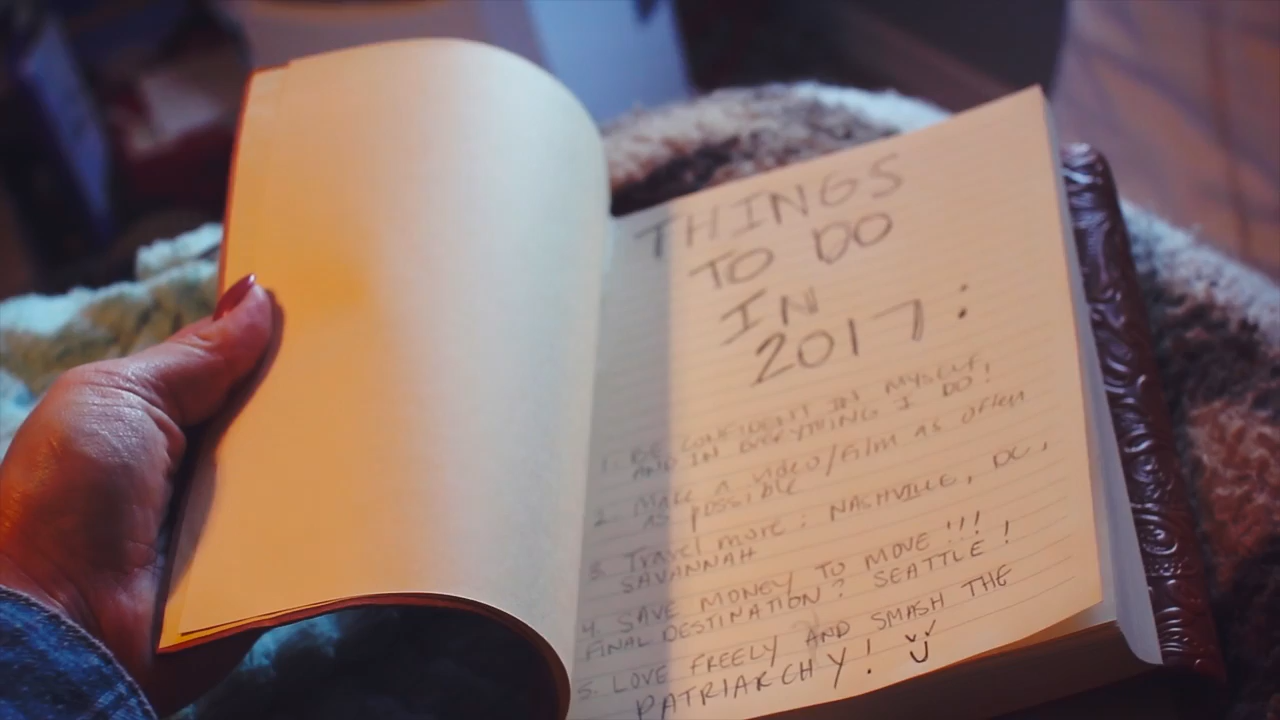 THINGS
TO DO
IN
2017:
1. BE CONFIDENT IN MYSELF,
AND IN EVERYTHING I DO!
2. Make a video/film as often
as possible
3. Travel more: NASHVILLE, DC,
SAVANNAH
4. SAVE MONEY TO MOVE!!!
FINAL DESTINATION? SEATTLE!
5. LOVE FREELY AND SMASH THE
PATRIARCHY!